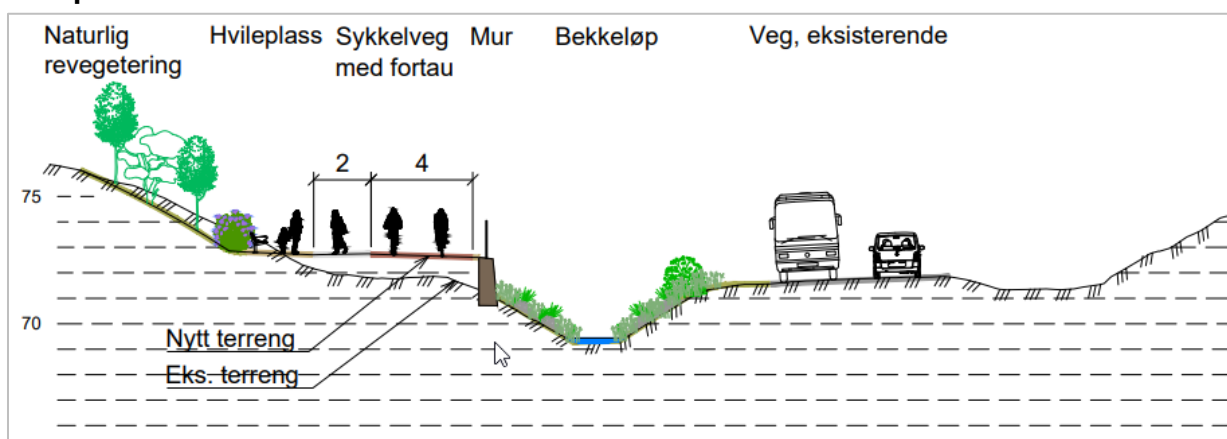 Naturlig
revegetering
Hvileplass
Sykkelveg
med fortau
Mur
Bekkeløp
Veg, eksisterende
2
4
75
70
Nytt terreng
Eks. terreng